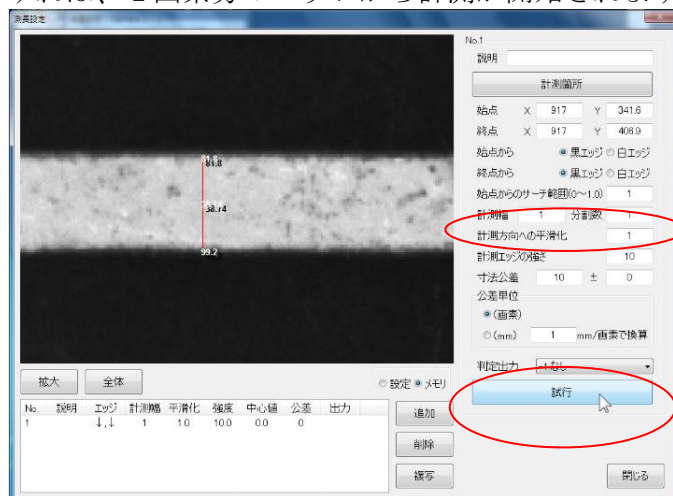 測長設定
No.1
説明
計測箇所
始点 X 917 Y 341.6
終点 X 917 Y 406.9
始点から 黒エッジ 白エッジ
終点から 黒エッジ 白エッジ
始点からのサーチ範囲(0～1.0) 1
計測幅 1 分割数 1
計測方向への平滑化 1
計測エッジの強さ 10
寸法公差 10 ± 0
公差単位
(画素)
(mm) 1 mm/画素で換算
判定出力 -1:なし
試行
81.8
38.74
99.2
拡大 全体 設定 メモリ
No. 説明 エッジ 計測幅 平滑化 強度 中心値 公差 出力
1 ↓,↓ 1 1.0 10.0 0.0 0
追加
削除
複写
閉じる